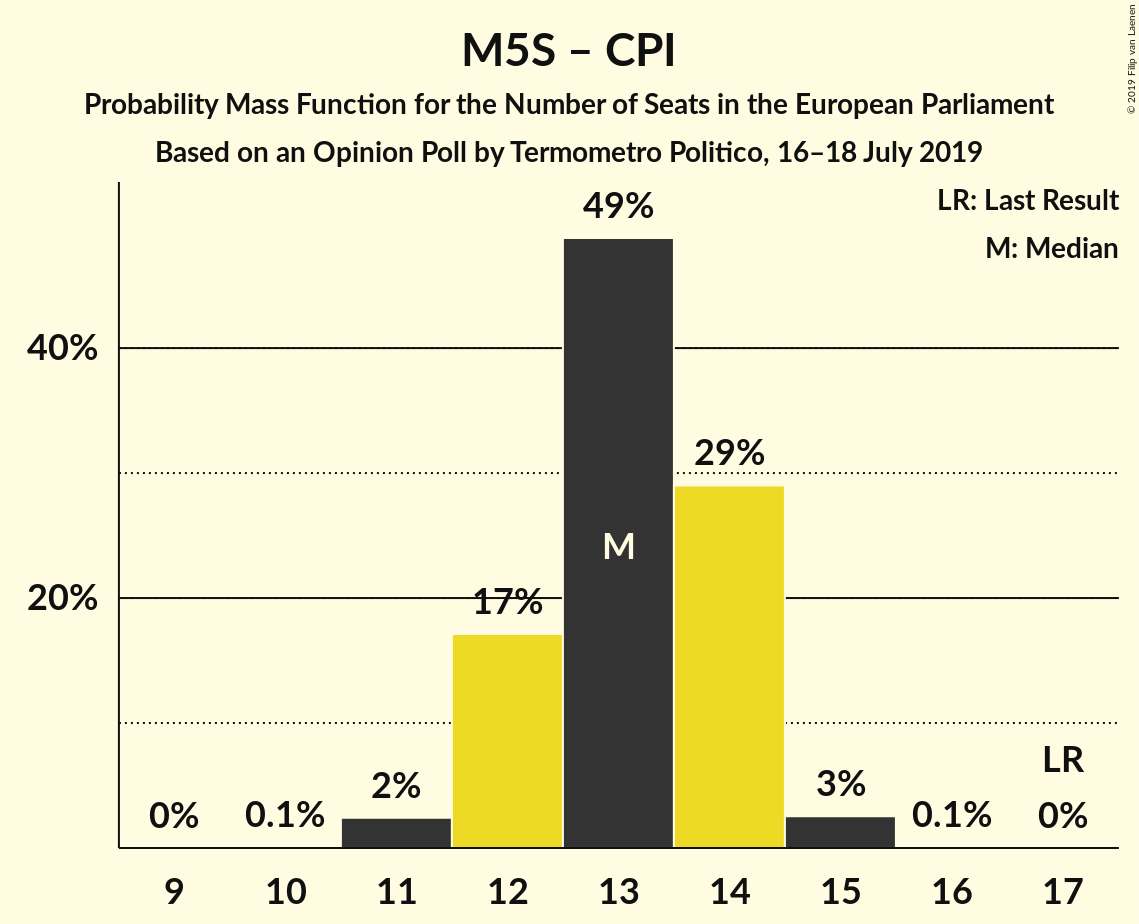 M5S – CPI
Probability Mass Function for the Number of Seats in the European Parliament
Based on an Opinion Poll by Termometro Politico, 16–18 July 2019
© 2019 Filip van Laenen
LR: Last Result
M: Median
49%
40%
29%
M
20%
17%
LR
2%
3%
0%
0.1%
0.1%
0%
9 10 11 12 13 14 15 16 17